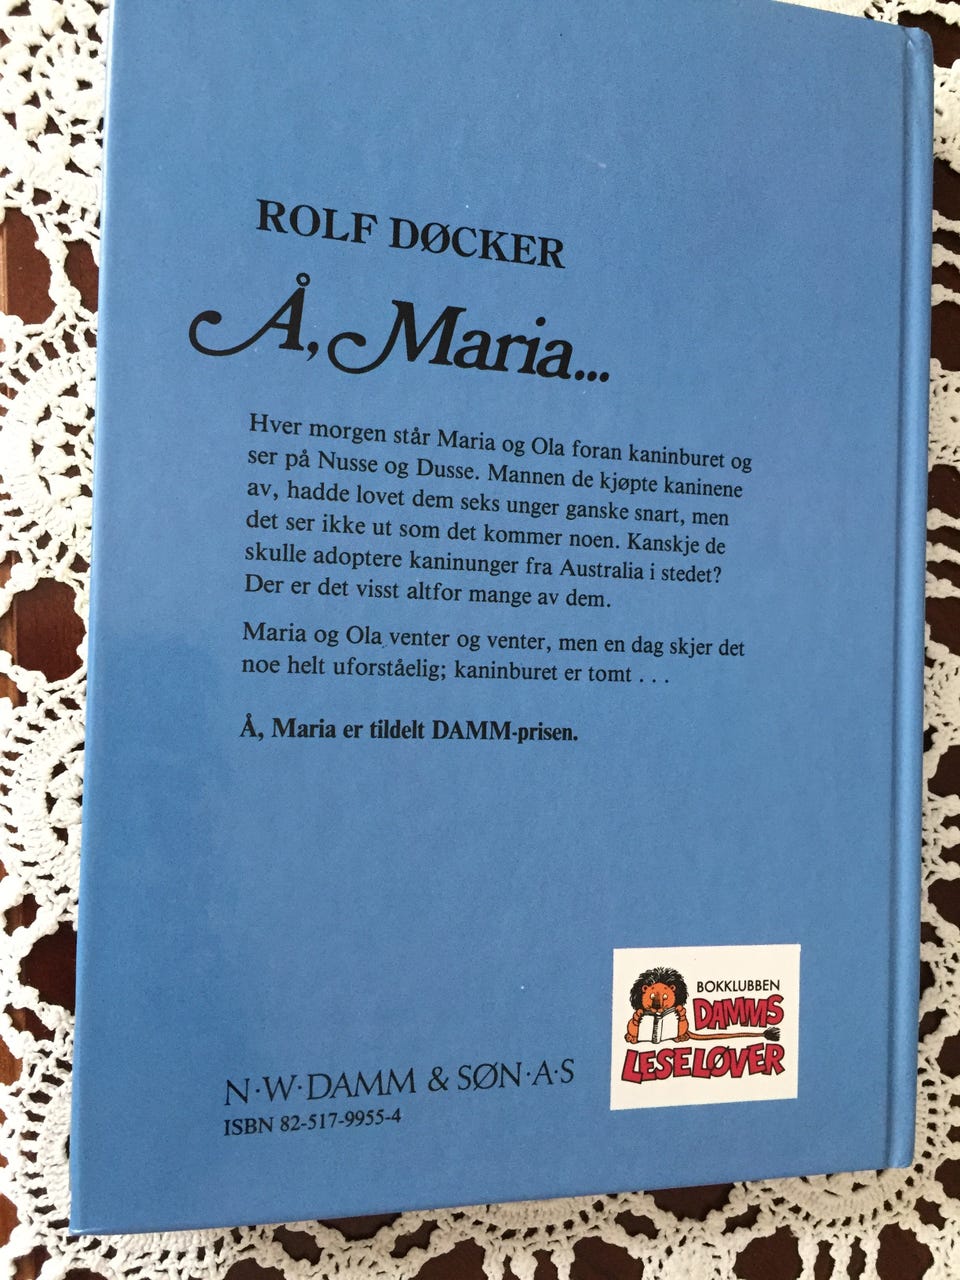 ROLF DØCKER
Å, Maria...
Hver morgen står Maria og Ola foran kaninburet og
ser på Nusse og Dusse. Mannen de kjøpte kaninene
av, hadde lovet dem seks unger ganske snart, men
det ser ikke ut som det kommer noen. Kanskje de
skulle adoptere kaninunger fra Australia i stedet?
Der er det visst altfor mange av dem.
Maria og Ola venter og venter, men en dag skjer det
noe helt uforståelig; kaninburet er tomt . . .
Å, Maria er tildelt DAMM-prisen.
BOKKLUBBEN
DAMMS
LESELØVER
N·W·DAMM & SØN·A·S
ISBN 82-517-9955-4